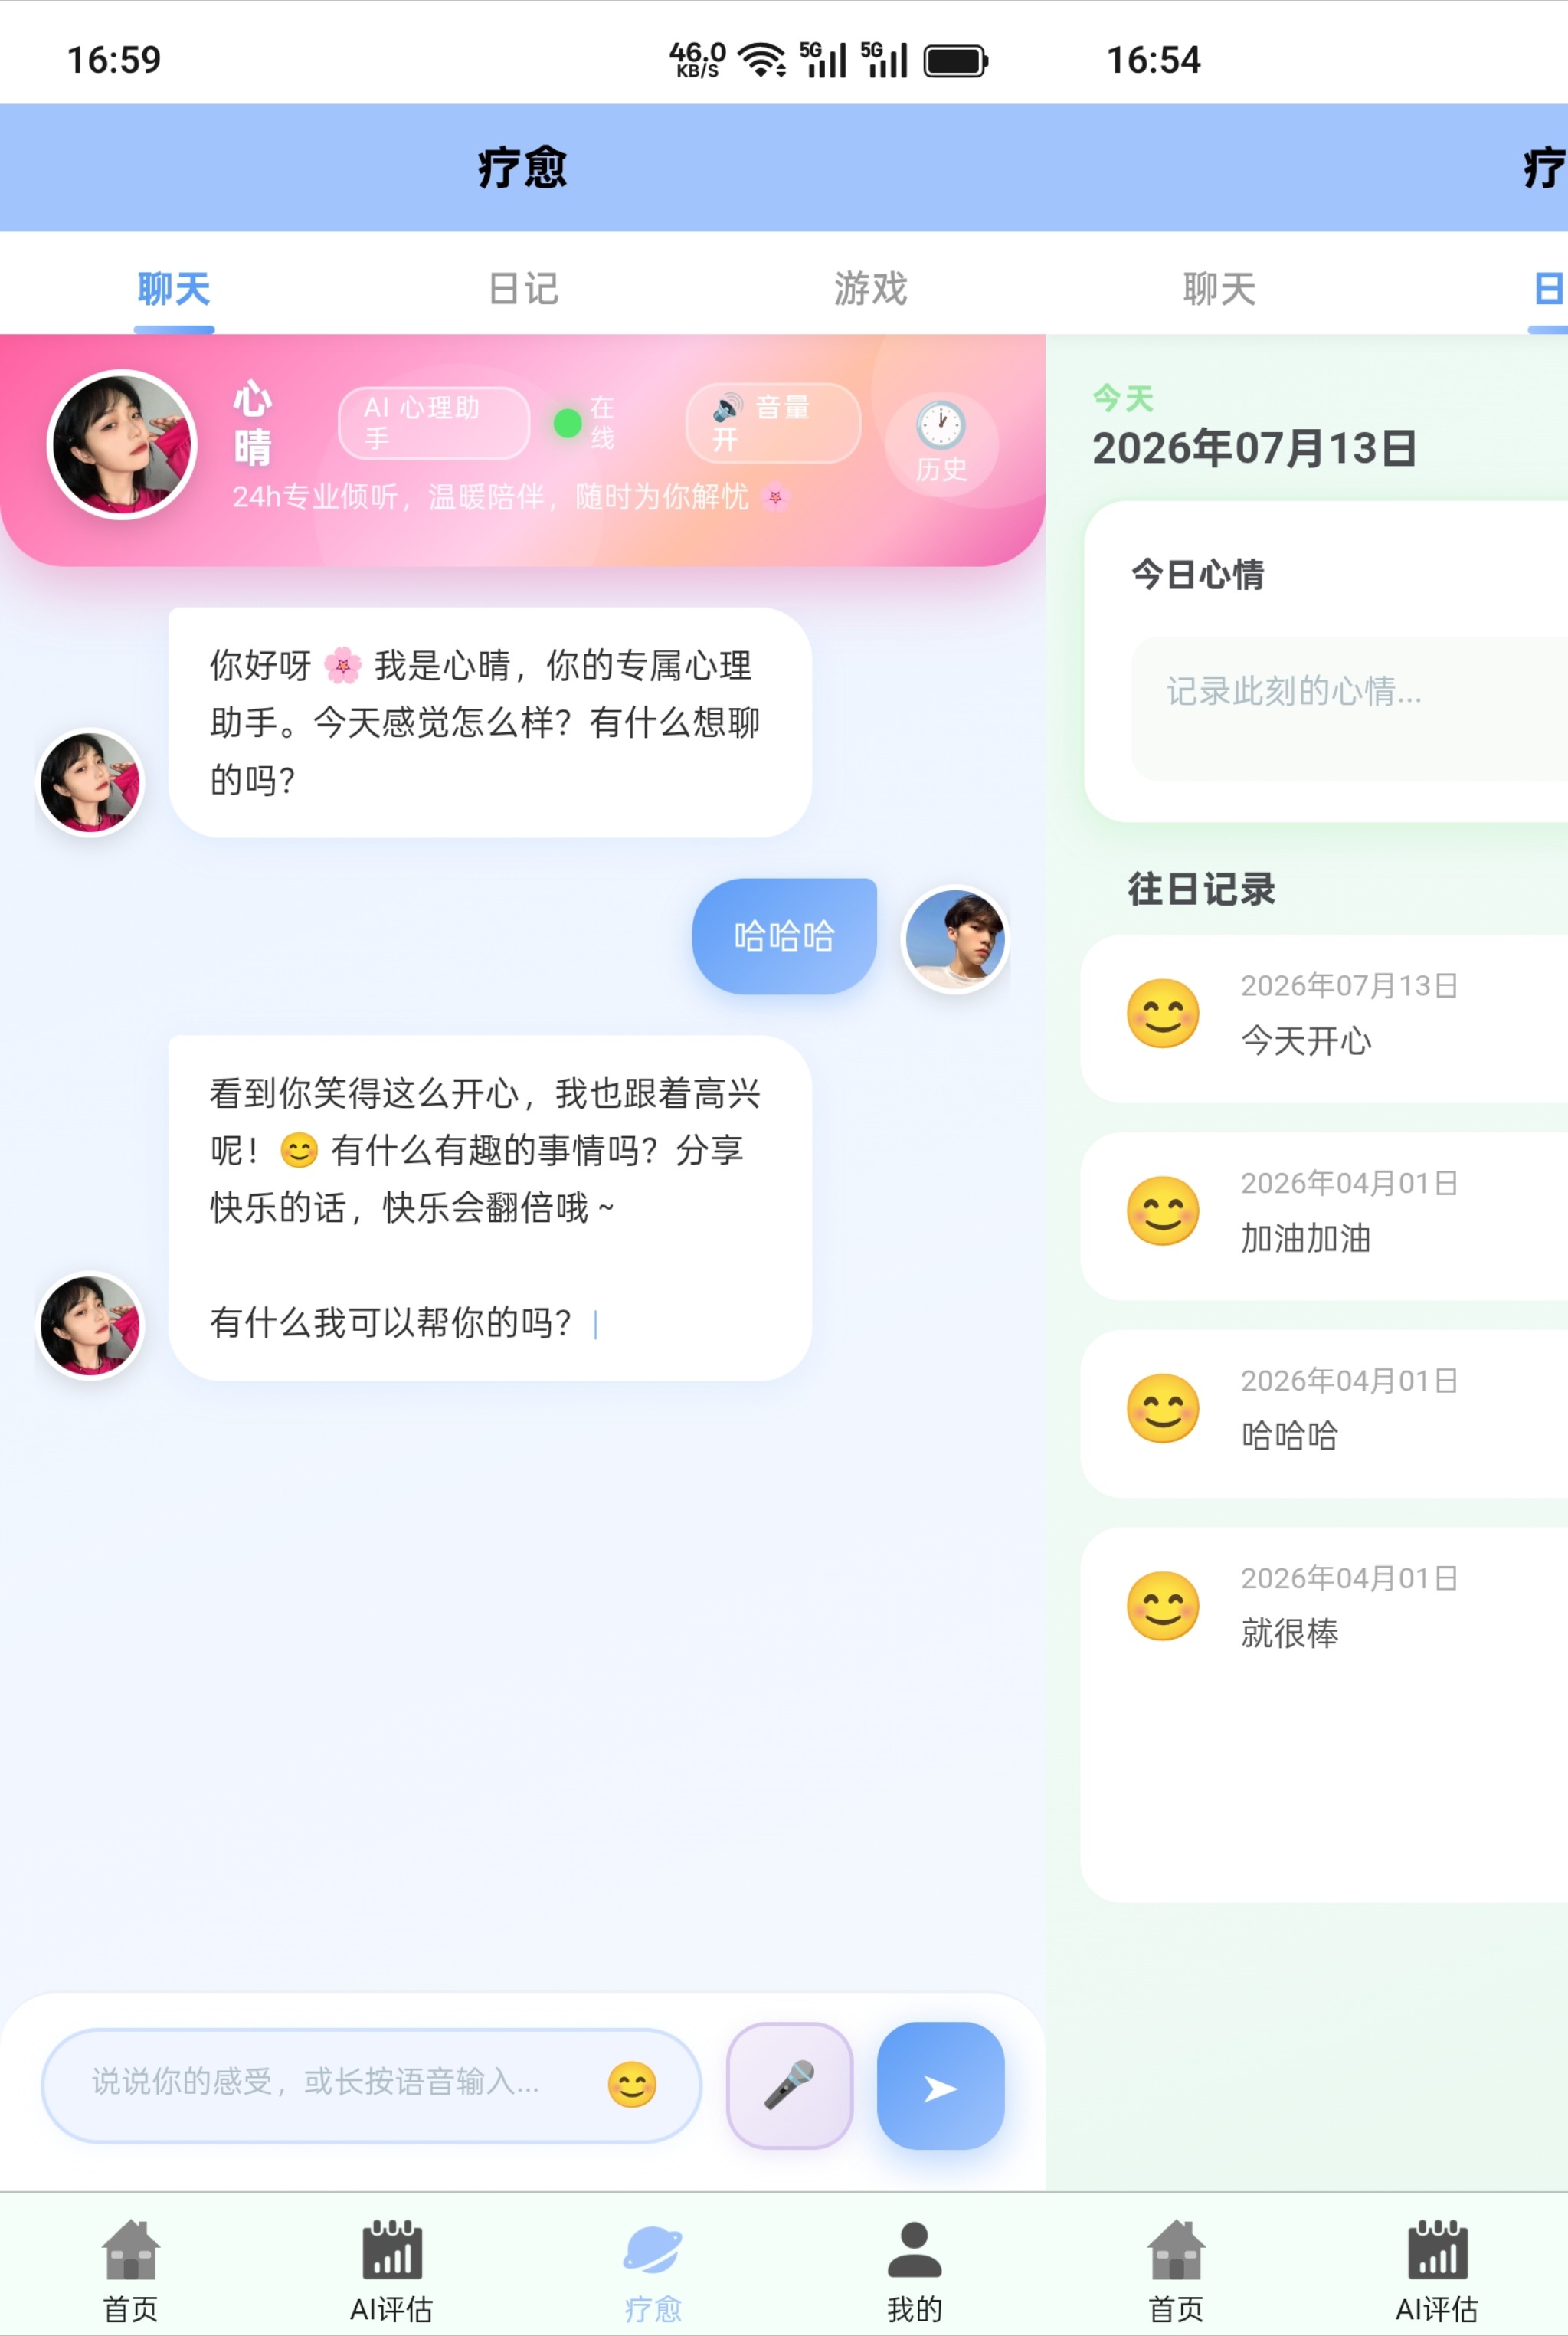 16:59
46.0
KB/S
5G
5G
疗愈
聊天
日记
游戏
心
晴
AI 心理助
手
在
线
音量
开
历史
24h专业倾听，温暖陪伴，随时为你解忧
你好呀 我是心晴，你的专属心理
助手。今天感觉怎么样？有什么想聊
的吗？
哈哈哈
看到你笑得这么开心，我也跟着高兴
呢！ 有什么有趣的事情吗？分享
快乐的话，快乐会翻倍哦 ~
有什么我可以帮你的吗？
说说你的感受，或长按语音输入...
首页
AI评估
疗愈
我的
16:54
疗
聊天
日
今天
2026年07月13日
今日心情
记录此刻的心情...
往日记录
2026年07月13日
今天开心
2026年04月01日
加油加油
2026年04月01日
哈哈哈
2026年04月01日
就很棒
首页
AI评估